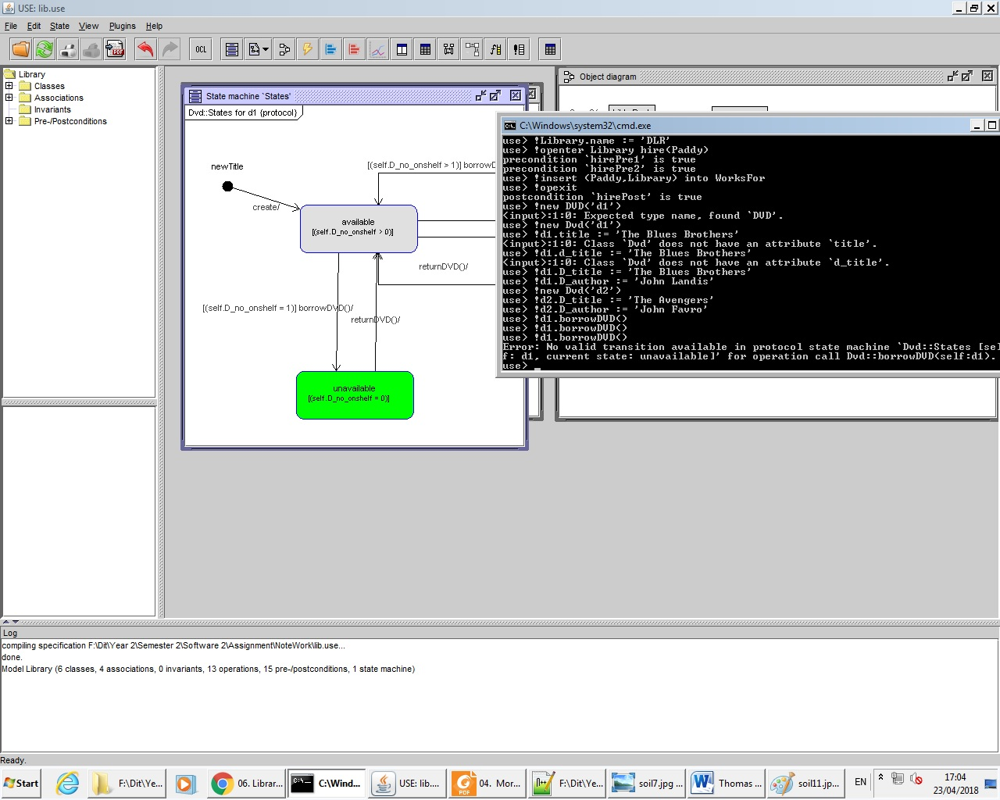 USE: lib.use
File Edit State View Plugins Help
OCL
Library
Classes
Associations
Invariants
Pre-/Postconditions
State machine `States'
Dvd::States for d1 {protocol}
newTitle
create/
[(self.D_no_onshelf > 1)] borrowD
available
[(self.D_no_onshelf > 0)]
returnDVD()/
[(self.D_no_onshelf = 1)] borrowDVD()/
returnDVD()/
unavailable
[(self.D_no_onshelf = 0)]
Object diagram
C:\Windows\system32\cmd.exe
use> !Library.name := 'DLR'
use> !openter Library hire(Paddy)
precondition `hirePre1' is true
precondition `hirePre2' is true
use> !insert (Paddy,Library) into WorksFor
use> !opexit
postcondition `hirePost' is true
use> !new DVD('d1')
<input>:1:0: Expected type name, found `DVD'.
use> !new Dvd('d1')
use> !d1.title := 'The Blues Brothers'
<input>:1:0: Class `Dvd' does not have an attribute `title'.
use> !d1.d_title := 'The Blues Brothers'
<input>:1:0: Class `Dvd' does not have an attribute `d_title'.
use> !d1.D_title := 'The Blues Brothers'
use> !d1.D_author := 'John Landis'
use> !new Dvd('d2')
use> !d2.D_title := 'The Avengers'
use> !d2.D_author := 'John Favro'
use> !d1.borrowDVD()
use> !d1.borrowDVD()
use> !d1.borrowDVD()
Error: No valid transition available in protocol state machine `Dvd::States [sel
f: d1, current state: unavailable]' for operation call Dvd::borrowDVD(self:d1).
use>
Log
compiling specification F:\Dit\Year 2\Semester 2\Software 2\Assignment\NoteWork\lib.use...
done.
Model Library (6 classes, 4 associations, 0 invariants, 13 operations, 15 pre-/postconditions, 1 state machine)
Ready.
Start F:\Dit\Ye... 06. Librar... C:\Wind... USE: lib.... 04. Mor... F:\Dit\Ye... soil7.jpg ... Thomas ... soil11.jp... EN 17:04
23/04/2018